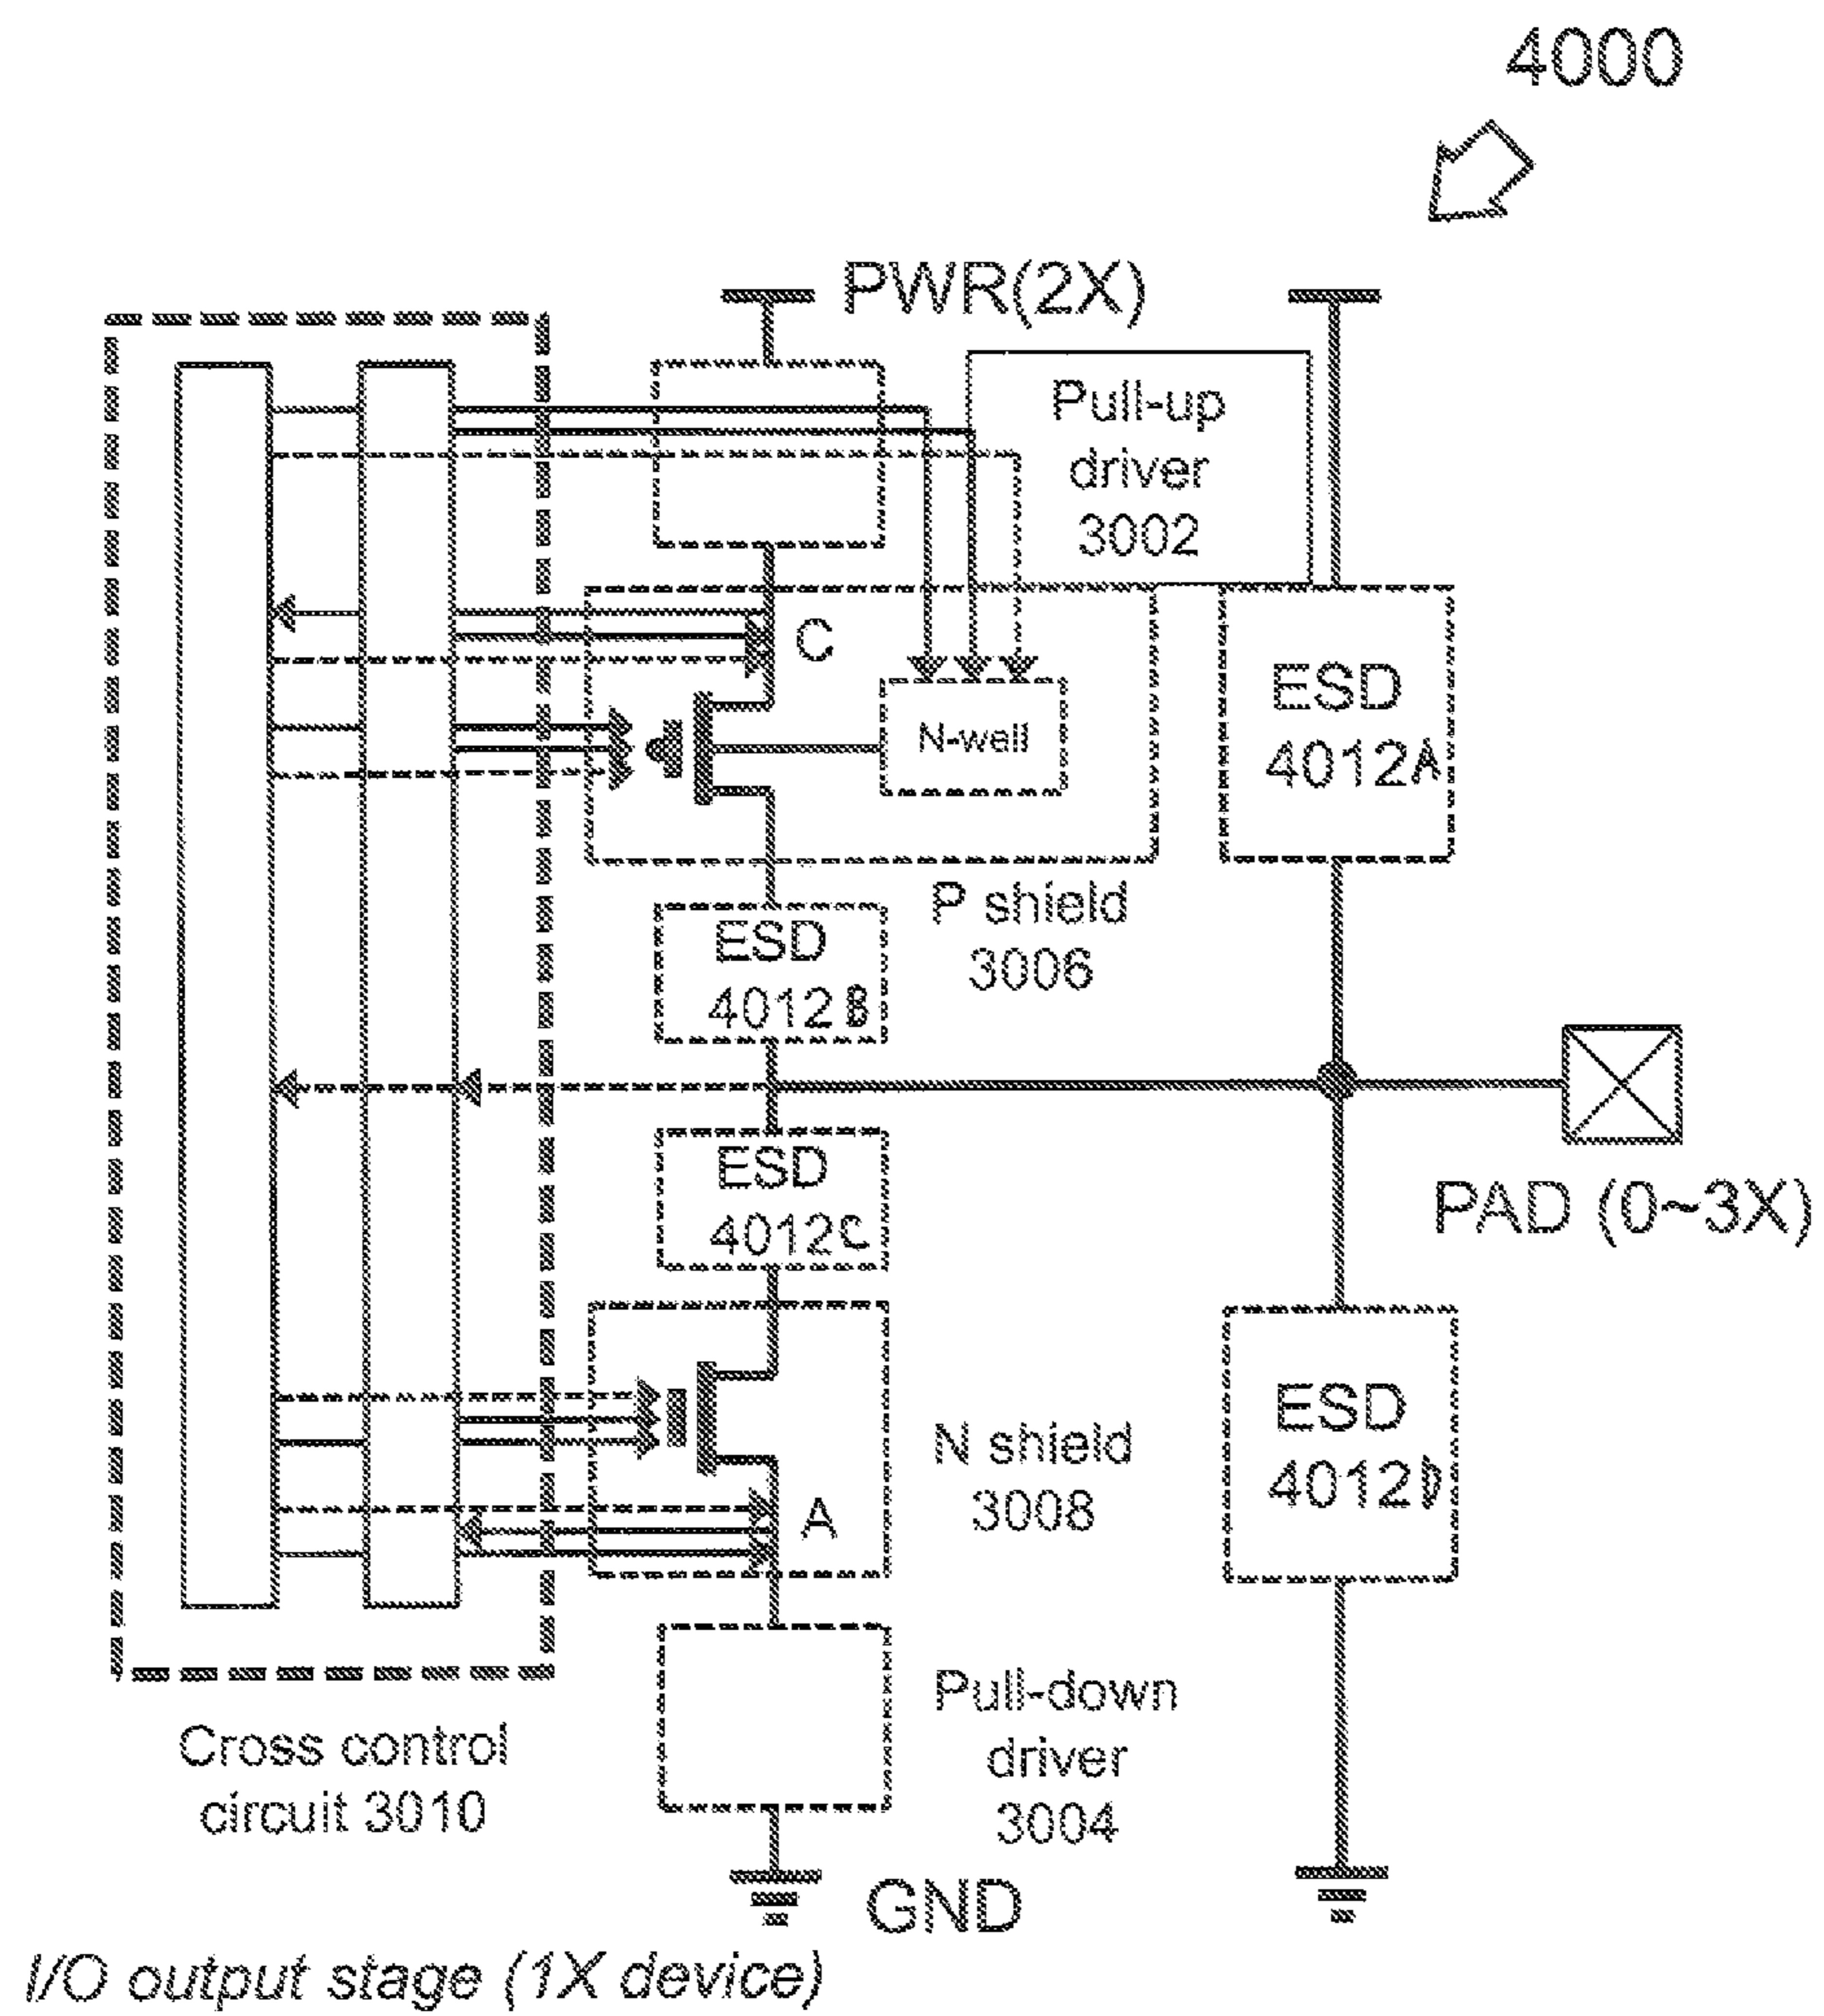 4000
PWR(2X)
Pull-up
driver
3002
C
N-well
ESD
4012A
P shield
3006
ESD
4012B
PAD (0~3X)
ESD
4012C
N shield
3008
A
ESD
4012D
Pull-down
driver
3004
Cross control
circuit 3010
GND
I/O output stage (1X device)